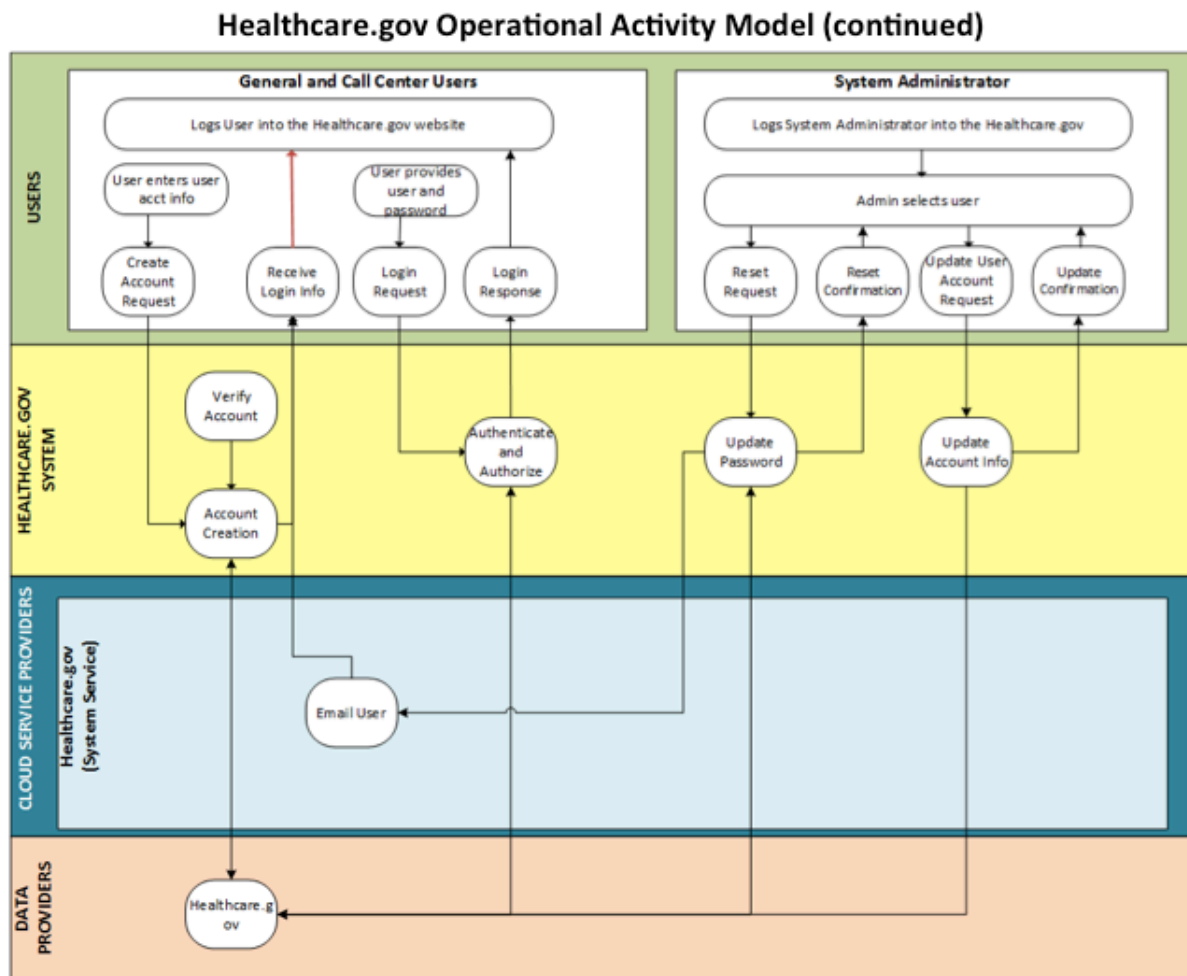 Healthcare.gov Operational Activity Model (continued)
USERS
General and Call Center Users
Logs User into the Healthcare.gov website
User enters user
acct info
User provides
user and
password
Create
Account
Request
Receive
Login Info
Login
Request
Login
Response
System Administrator
Logs System Administrator into the Healthcare.gov
Admin selects user
Reset
Request
Reset
Confirmation
Update User
Account
Request
Update
Confirmation
HEALTHCARE.GOV
SYSTEM
Verify
Account
Account
Creation
Authenticate
and
Authorize
Update
Password
Update
Account Info
CLOUD SERVICE PROVIDERS
Healthcare.gov
(System Service)
Email User
DATA
PROVIDERS
Healthcare.g
ov